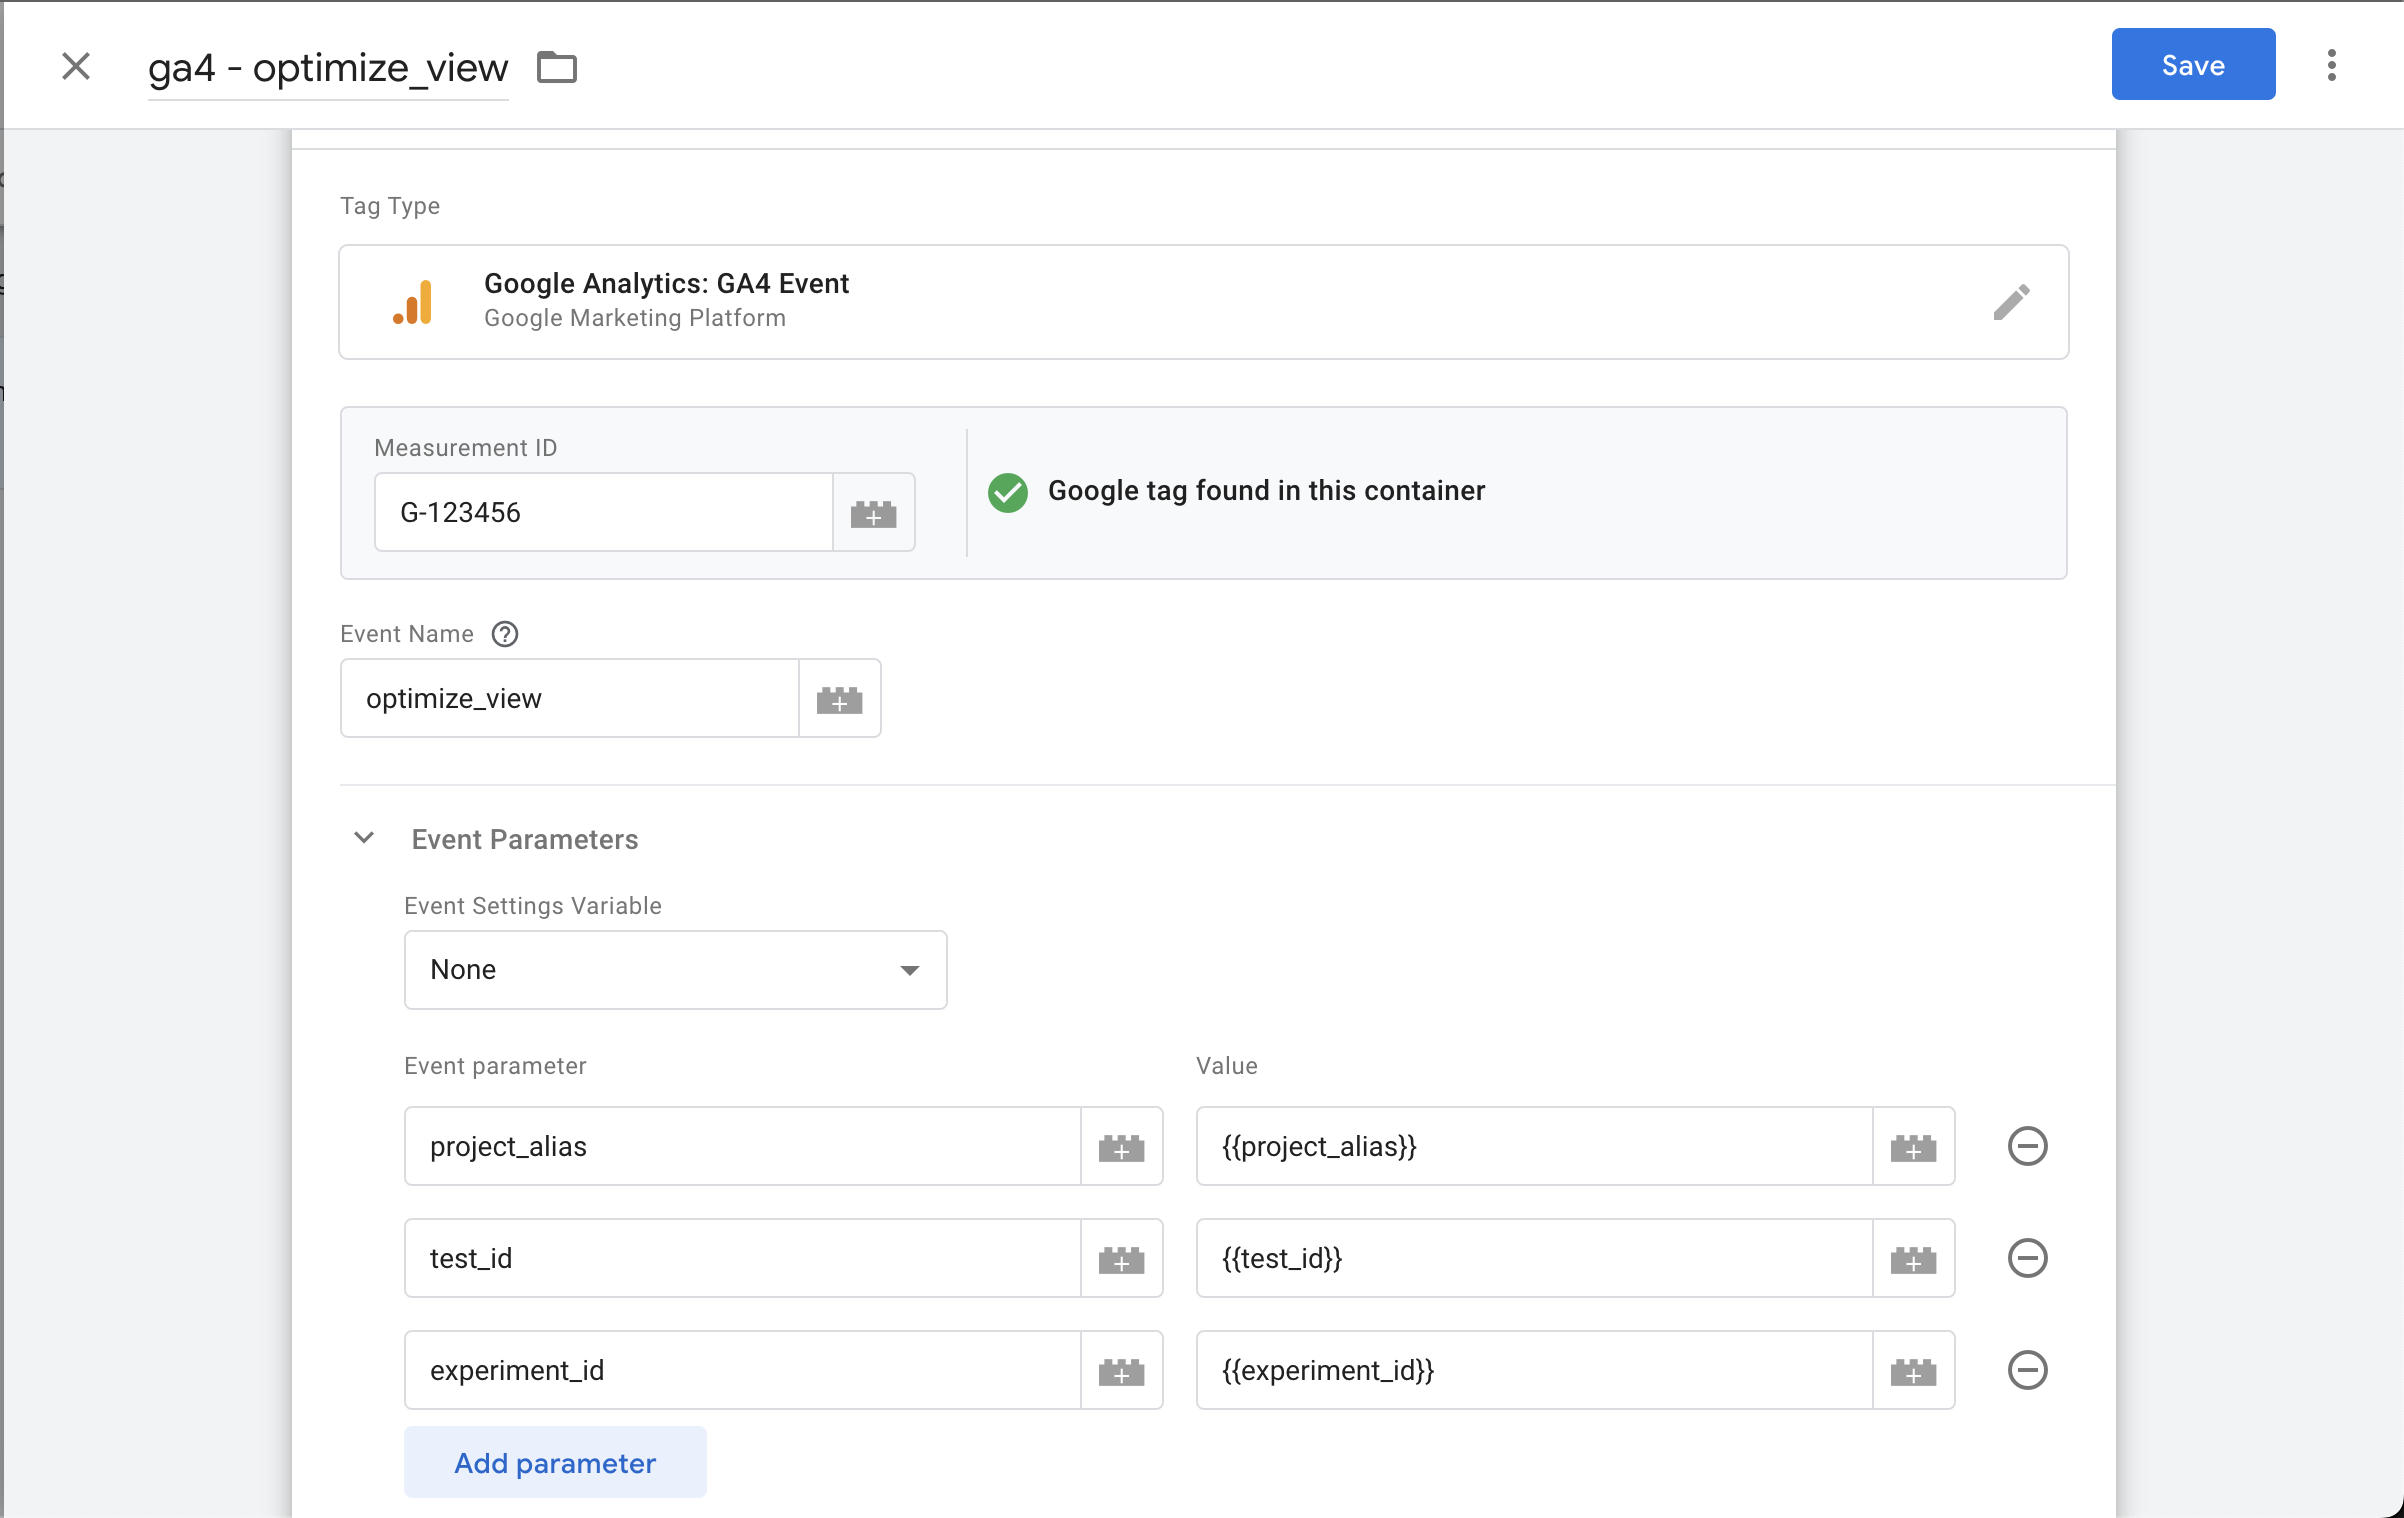 ga4 - optimize_view
Save
Tag Type
Google Analytics: GA4 Event
Google Marketing Platform
Measurement ID
G-123456
Google tag found in this container
Event Name
optimize_view
Event Parameters
Event Settings Variable
None
Event parameter Value
project_alias {{project_alias}}
test_id {{test_id}}
experiment_id {{experiment_id}}
Add parameter